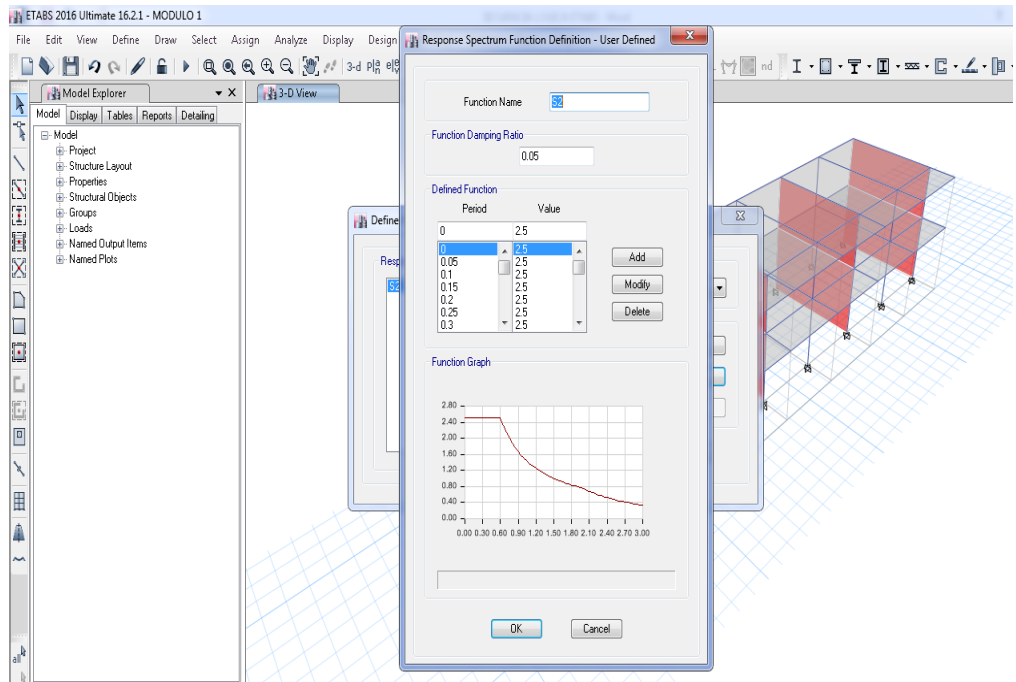 ETABS 2016 Ultimate 16.2.1 - MODULO 1
File Edit View Define Draw Select Assign Analyze Display Design
3-d
nd
Model Explorer
3-D View
Model Display Tables Reports Detailing
Model
Project
Structure Layout
Properties
Structural Objects
Groups
Loads
Named Output Items
Named Plots
all
Define
Resp
Response Spectrum Function Definition - User Defined
Function Name S2
Function Damping Ratio
0.05
Defined Function
Period Value
0 2.5
0 2.5
0.05 2.5
0.1 2.5
0.15 2.5
0.2 2.5
0.25 2.5
0.3 2.5
Add
Modify
Delete
Function Graph
2.80
2.40
2.00
1.60
1.20
0.80
0.40
0.00
0.00 0.30 0.60 0.90 1.20 1.50 1.80 2.10 2.40 2.70 3.00
OK Cancel